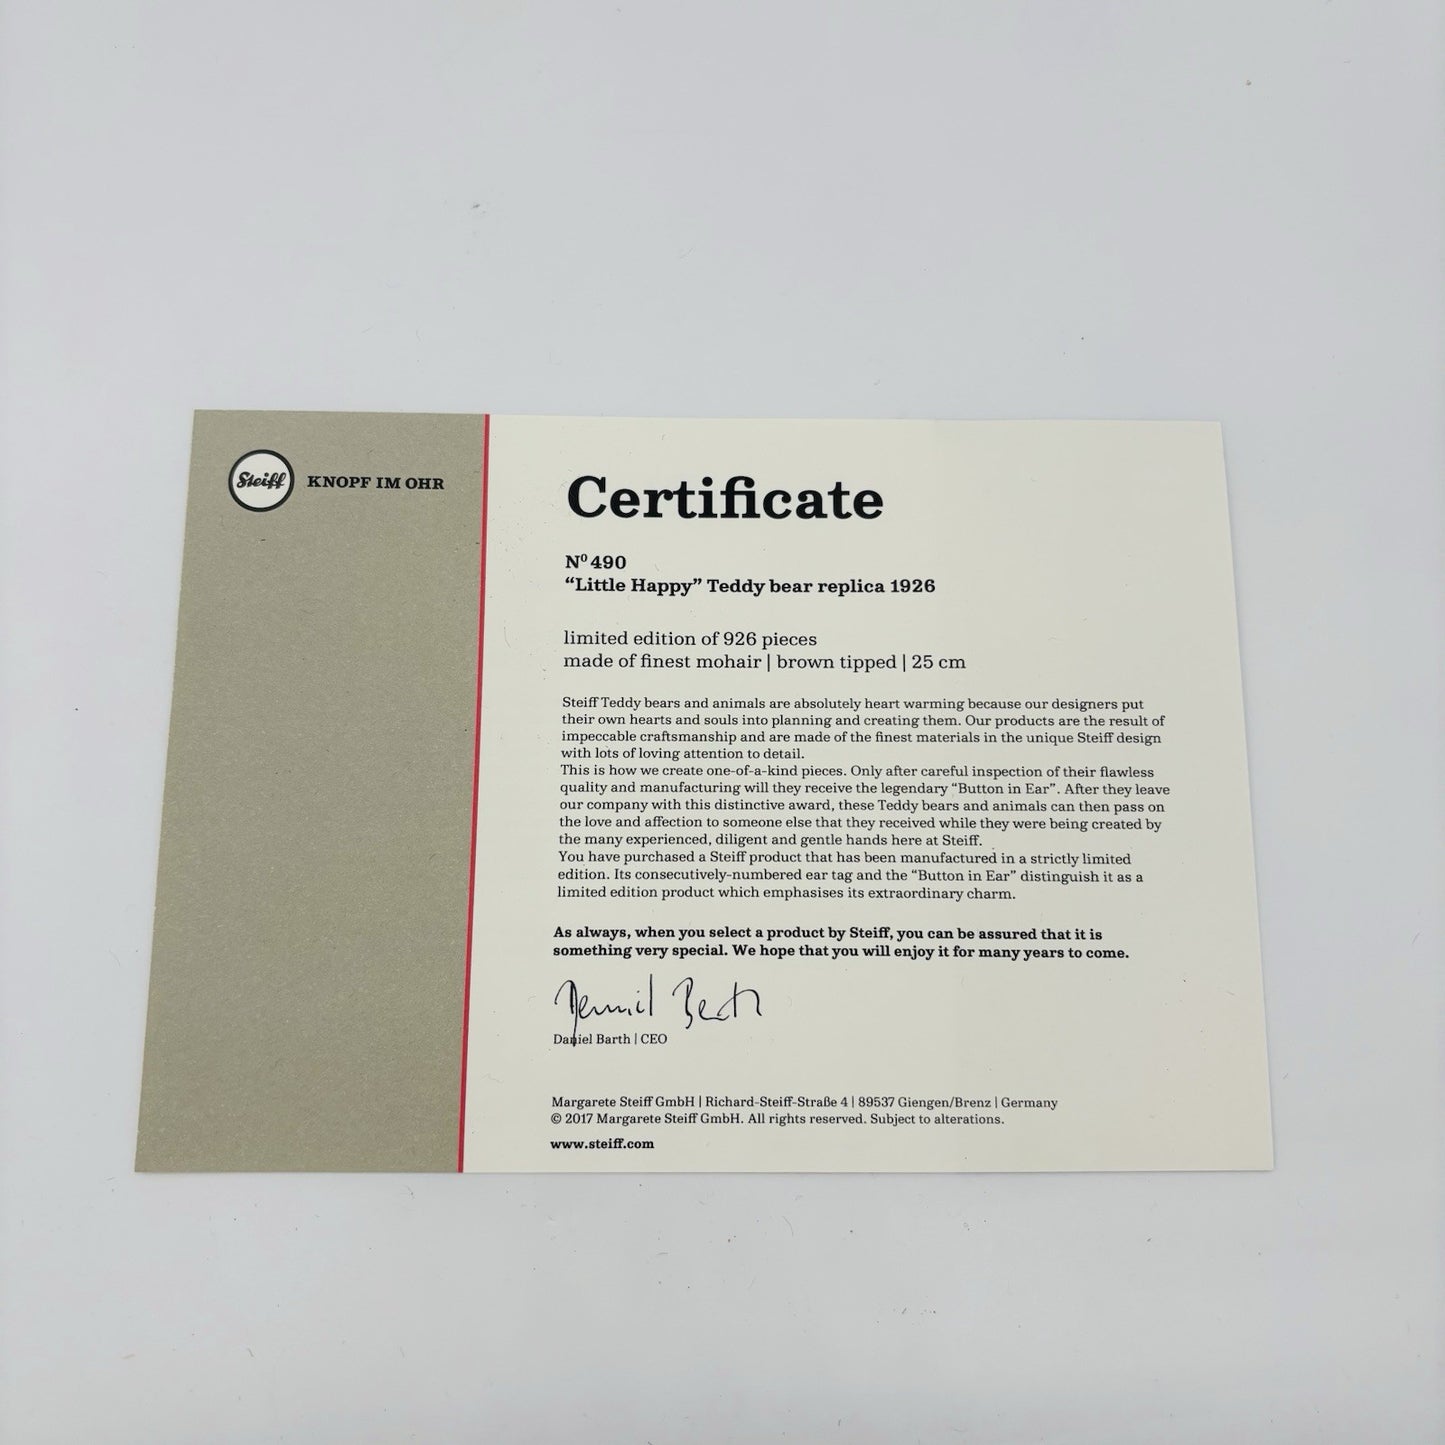 Steiff KNOPF IM OHR
Certificate
Nº 490
“Little Happy” Teddy bear replica 1926
limited edition of 926 pieces
made of finest mohair | brown tipped | 25 cm
Steiff Teddy bears and animals are absolutely heart warming because our designers put
their own hearts and souls into planning and creating them. Our products are the result of
impeccable craftsmanship and are made of the finest materials in the unique Steiff design
with lots of loving attention to detail.
This is how we create one-of-a-kind pieces. Only after careful inspection of their flawless
quality and manufacturing will they receive the legendary “Button in Ear”. After they leave
our company with this distinctive award, these Teddy bears and animals can then pass on
the love and affection to someone else that they received while they were being created by
the many experienced, diligent and gentle hands here at Steiff.
You have purchased a Steiff product that has been manufactured in a strictly limited
edition. Its consecutively-numbered ear tag and the “Button in Ear” distinguish it as a
limited edition product which emphasises its extraordinary charm.
As always, when you select a product by Steiff, you can be assured that it is
something very special. We hope that you will enjoy it for many years to come.
Daniel Barth
Daniel Barth | CEO
Margarete Steiff GmbH | Richard-Steiff-Straße 4 | 89537 Giengen/Brenz | Germany
© 2017 Margarete Steiff GmbH. All rights reserved. Subject to alterations.
www.steiff.com